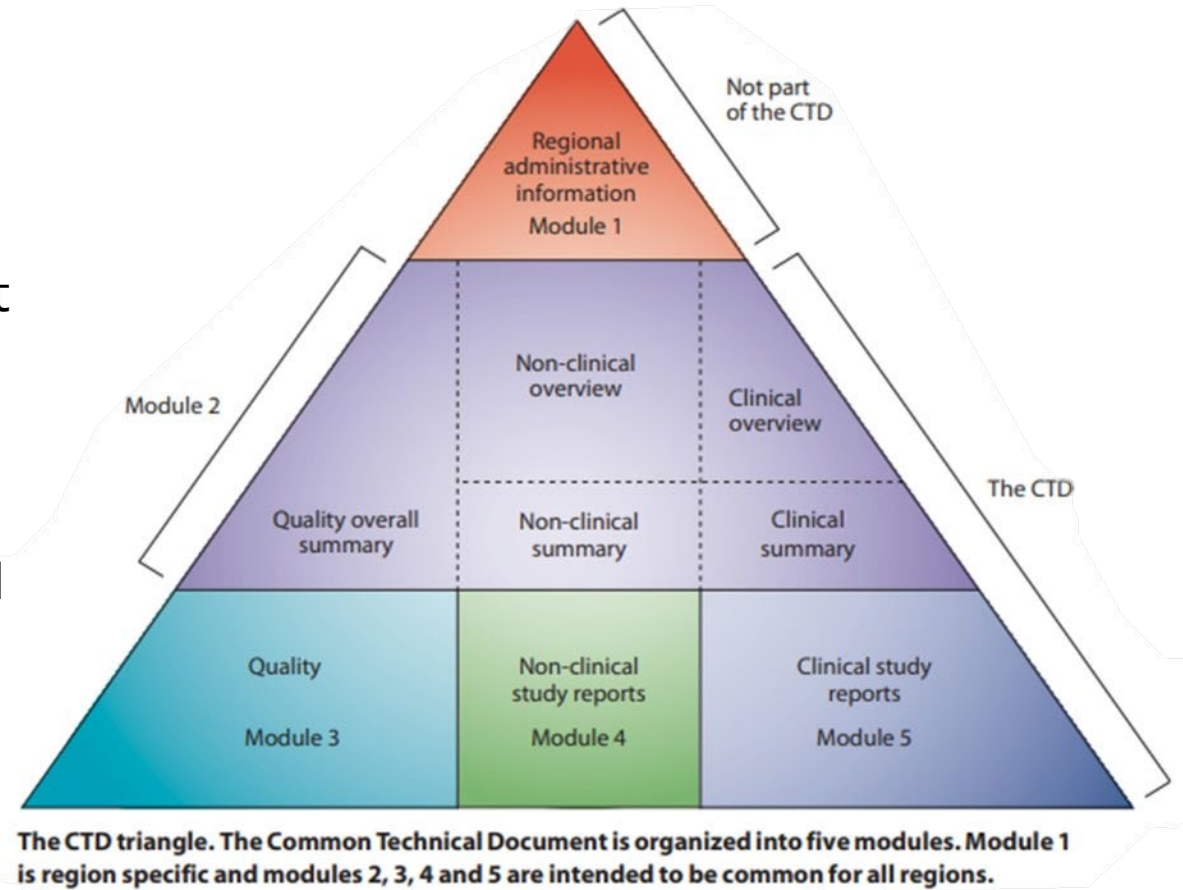 Not part
of the CTD
Regional
administrative
information
Module 1
Module 2
Non-clinical
overview
Clinical
overview
The CTD
Quality overall
summary
Non-clinical
summary
Clinical
summary
Quality
Module 3
Non-clinical
study reports
Module 4
Clinical study
reports
Module 5
The CTD triangle. The Common Technical Document is organized into five modules. Module 1
is region specific and modules 2, 3, 4 and 5 are intended to be common for all regions.